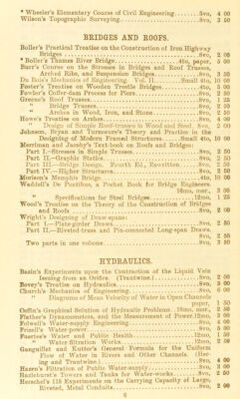 * Wheeler's Elementary Course of Civil Engineering......8vo, 4 00
Wilson's Topographic Surveying......8vo, 3 50
BRIDGES AND ROOFS.
Boller's Practical Treatise on the Construction of Iron Highway
Bridges......8vo, 2 00
* Boller's Thames River Bridge......4to, paper, 5 00
Burr's Course on the Stresses in Bridges and Roof Trusses,
Arched Ribs, and Suspension Bridges......8vo, 3 50
Du Bois's Mechanics of Engineering. Vol. II......Small 4to, 10 00
Foster's Treatise on Wooden Trestle Bridges......4to, 5 00
Fowler's Coffer-dam Process for Piers......8vo, 2 50
Greene's Roof Trusses......8vo, 1 25
" Bridge Trusses......8vo, 2 50
" Arches in Wood, Iron, and Stone......8vo, 2 50
Howe's Treatise on Arches......8vo, 4 00
" Design of Simple Roof-trusses in Wood and Steel, 8vo, 2 00
Johnson, Bryan and Turneaure's Theory and Practice in the
Designing of Modern Framed Structures......Small 4to, 10 00
Merriman and Jacoby's Text-book on Roofs and Bridges:
Part I.—Stresses in Simple Trusses......8vo, 2 50
Part II.—Graphic Statics......8vo, 2 50
Part III.—Bridge Design. Fourth Ed., Rewritten......8vo, 2 50
Part IV.—Higher Structures......8vo, 2 50
Morison's Memphis Bridge......4to, 10 00
Waddell's De Pontibus, a Pocket Book for Bridge Engineers.
16mo, mor., 3 00
" Specifications for Steel Bridges......12mo, 1 25
Wood's Treatise on the Theory of the Construction of Bridges
and Roofs......8vo, 2 00
Wright's Designing of Draw-spans:
Part I.—Plate-girder Draws......8vo, 2 50
Part II.—Riveted-truss and Pin-connected Long-span Draws.
8vo, 2 50
Two parts in one volume......8vo, 3 50
HYDRAULICS.
Bazin's Experiments upon the Contraction of the Liquid Vein
Issuing from an Orifice. (Trautwine.)......8vo, 2 00
Bovey's Treatise on Hydraulics......8vo, 5 00
Church's Mechanics of Engineering......8vo, 6 00
" Diagrams of Mean Velocity of Water in Open Channels
paper, 1 50
Coffin's Graphical Solution of Hydraulic Problems. 16mo, mor., 2 50
Flather's Dynamometers, and the Measurement of Power. 12mo, 3 00
Folwell's Water-supply Engineering......8vo, 4 00
Frizell's Water-power......8vo, 5 00
Fuertes's Water and Public Health......12mo, 1 50
" Water filtration Works......12mo, 2 50
Ganguillet and Kutter's General Formula for the Uniform
Flow of Water in Rivers and Other Channels. (Her-
ing and Trautwine.)......8vo, 4 00
Hazen's Filtration of Public Water-supply......8vo, 3 00
Hazlehurst's Towers and Tanks for Water-works......8vo, 2 50
Herschel's 115 Experiments on the Carrying Capacity of Large,
Riveted, Metal Conduits......8vo, 2 00